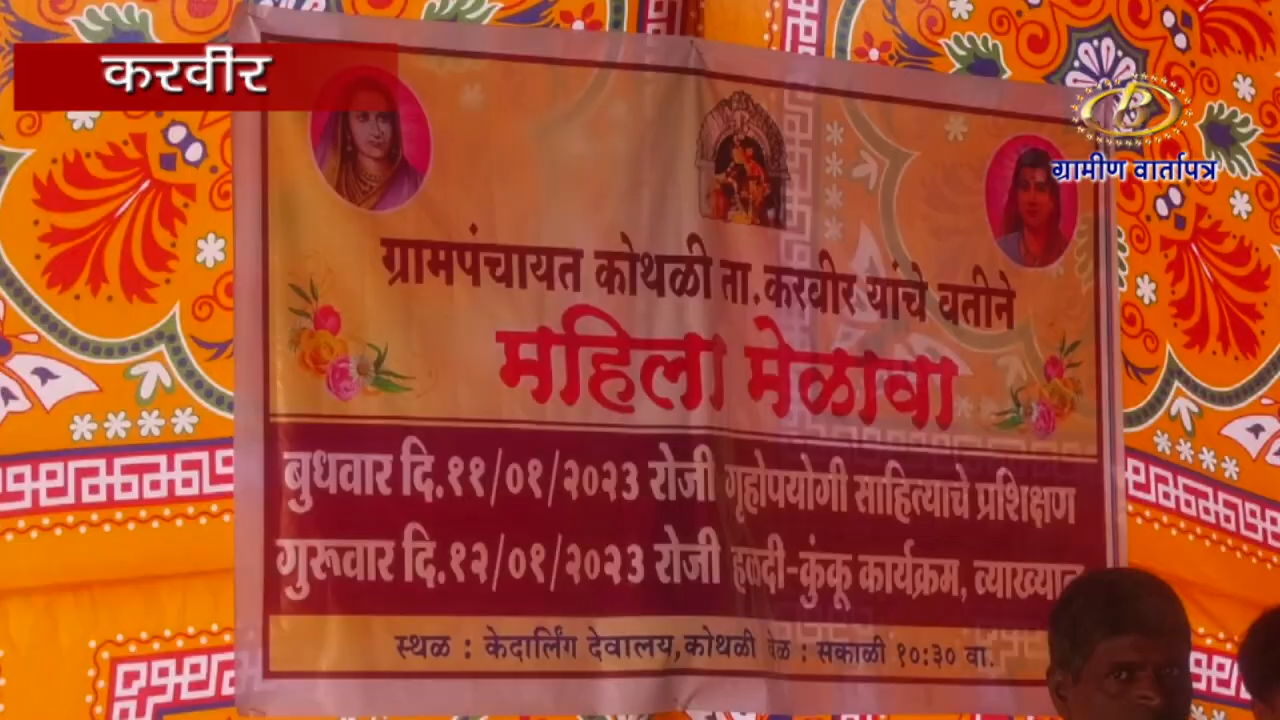 करवीर
ग्रामीण वार्तापत्र
ग्रामपंचायत कोथळी ता. करवीर यांचे वतीने
महिला मेळावा
बुधवार दि.११/०१/२०२३ रोजी गृहोपयोगी साहित्याचे प्रशिक्षण
गुरूवार दि.१२/०१/२०२३ रोजी हळदी-कुंकू कार्यक्रम, व्याख्यान
स्थळ : केदार्लिंग देवालय,कोथळी वेळ : सकाळी १०:३० वा.